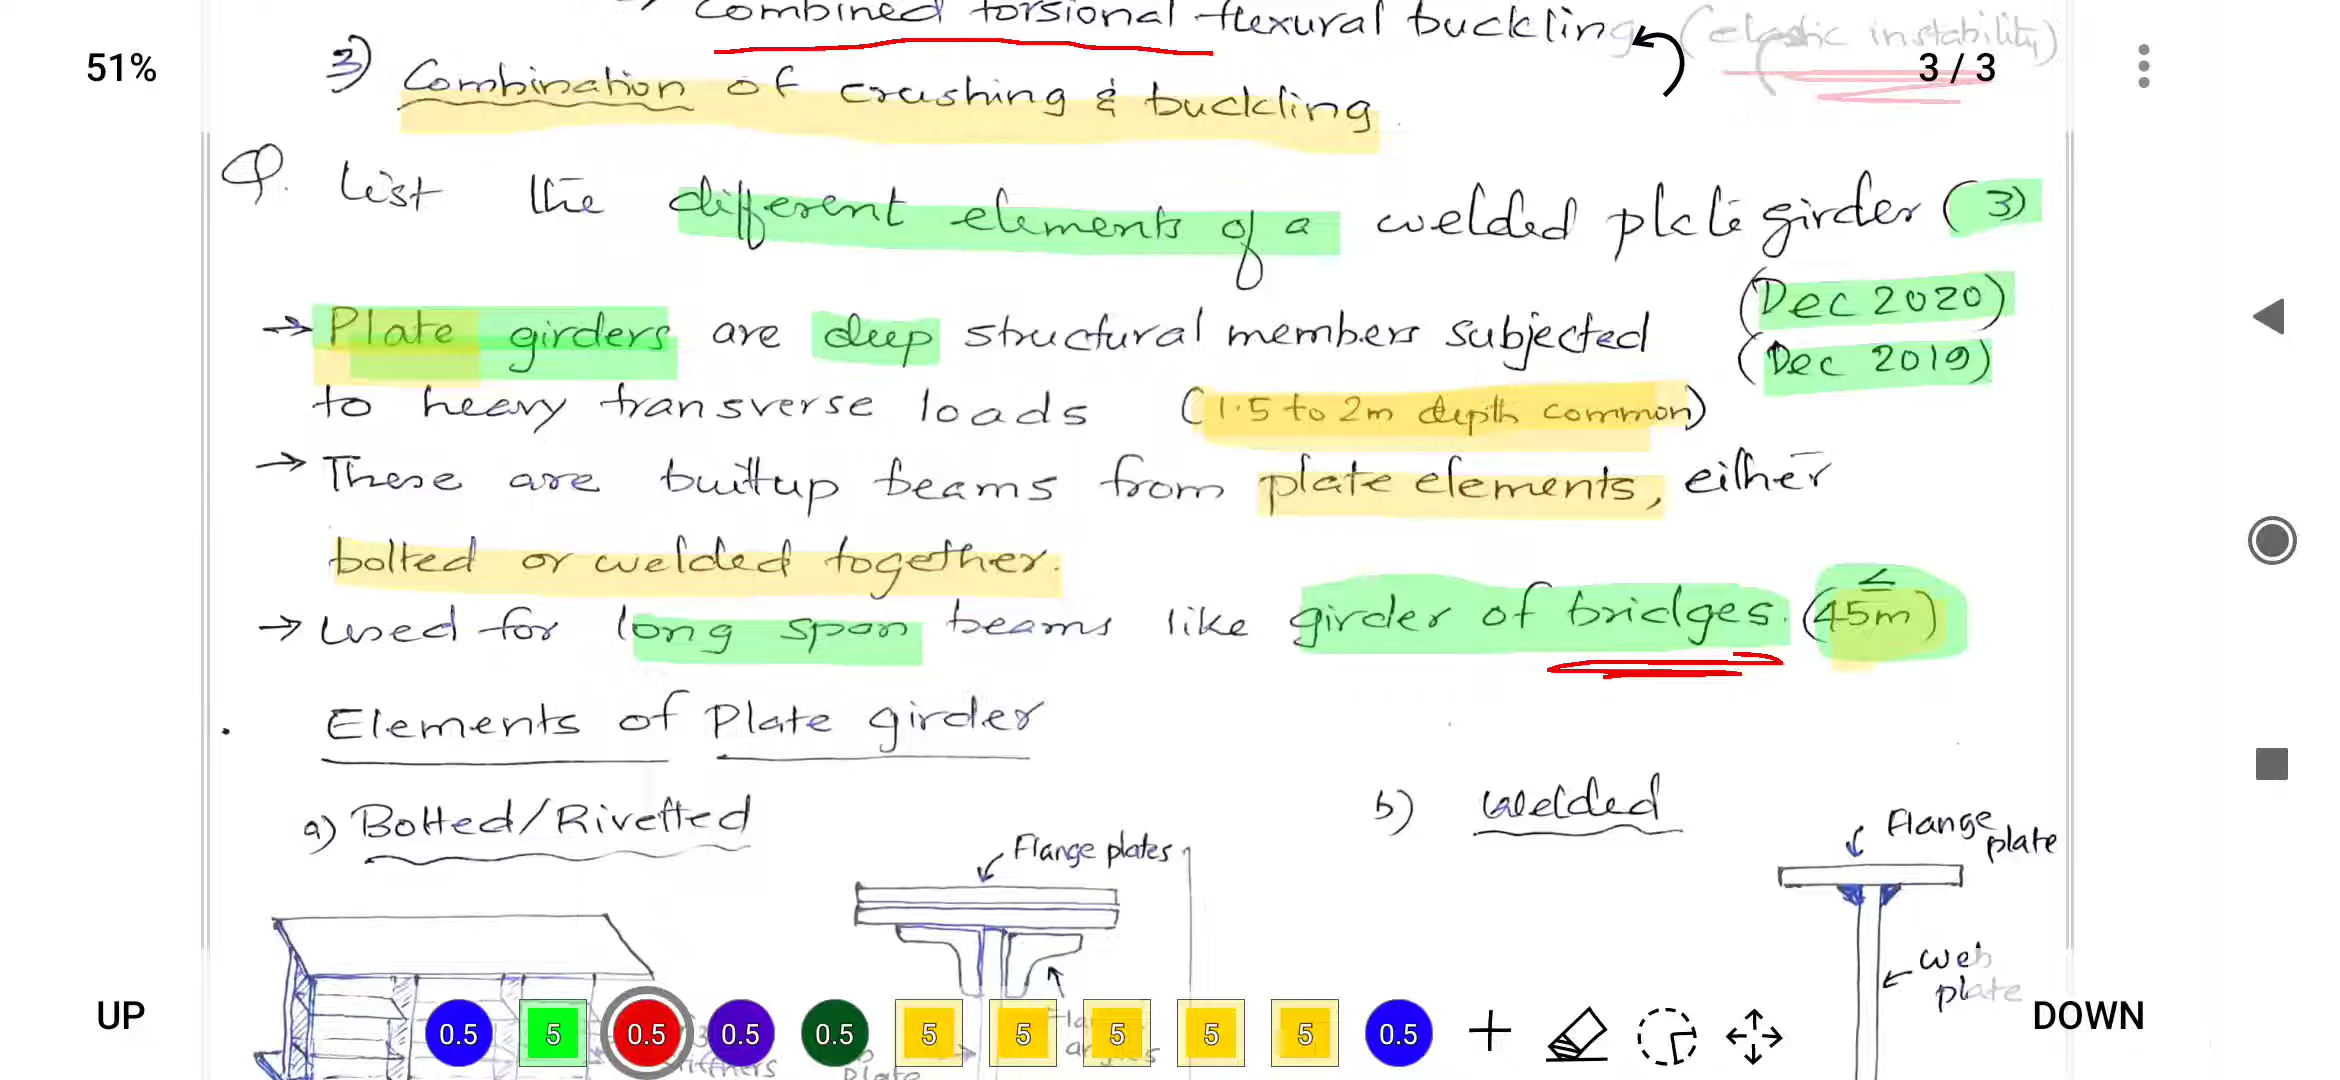 51%
Combined torsional flexural buckling (elastic instability)
3 / 3
3) Combination of crushing & buckling
Q. List the different elements of a welded plate girder (3)
(Dec 2020)
→ Plate girders are deep structural members subjected
(Dec 2019)
to heavy transverse loads (1.5 to 2m depth common)
→ These are builtup beams from plate elements, either
bolted or welded together.
→ Used for long span beams like girder of bridges. (≤ 45m)
Elements of Plate girder
a) Bolted/Rivetted
b) Welded
Flange plates
Flange plate
Web plate
UP
0.5 5 0.5 0.5 0.5 5 5 5 5 5 0.5
DOWN